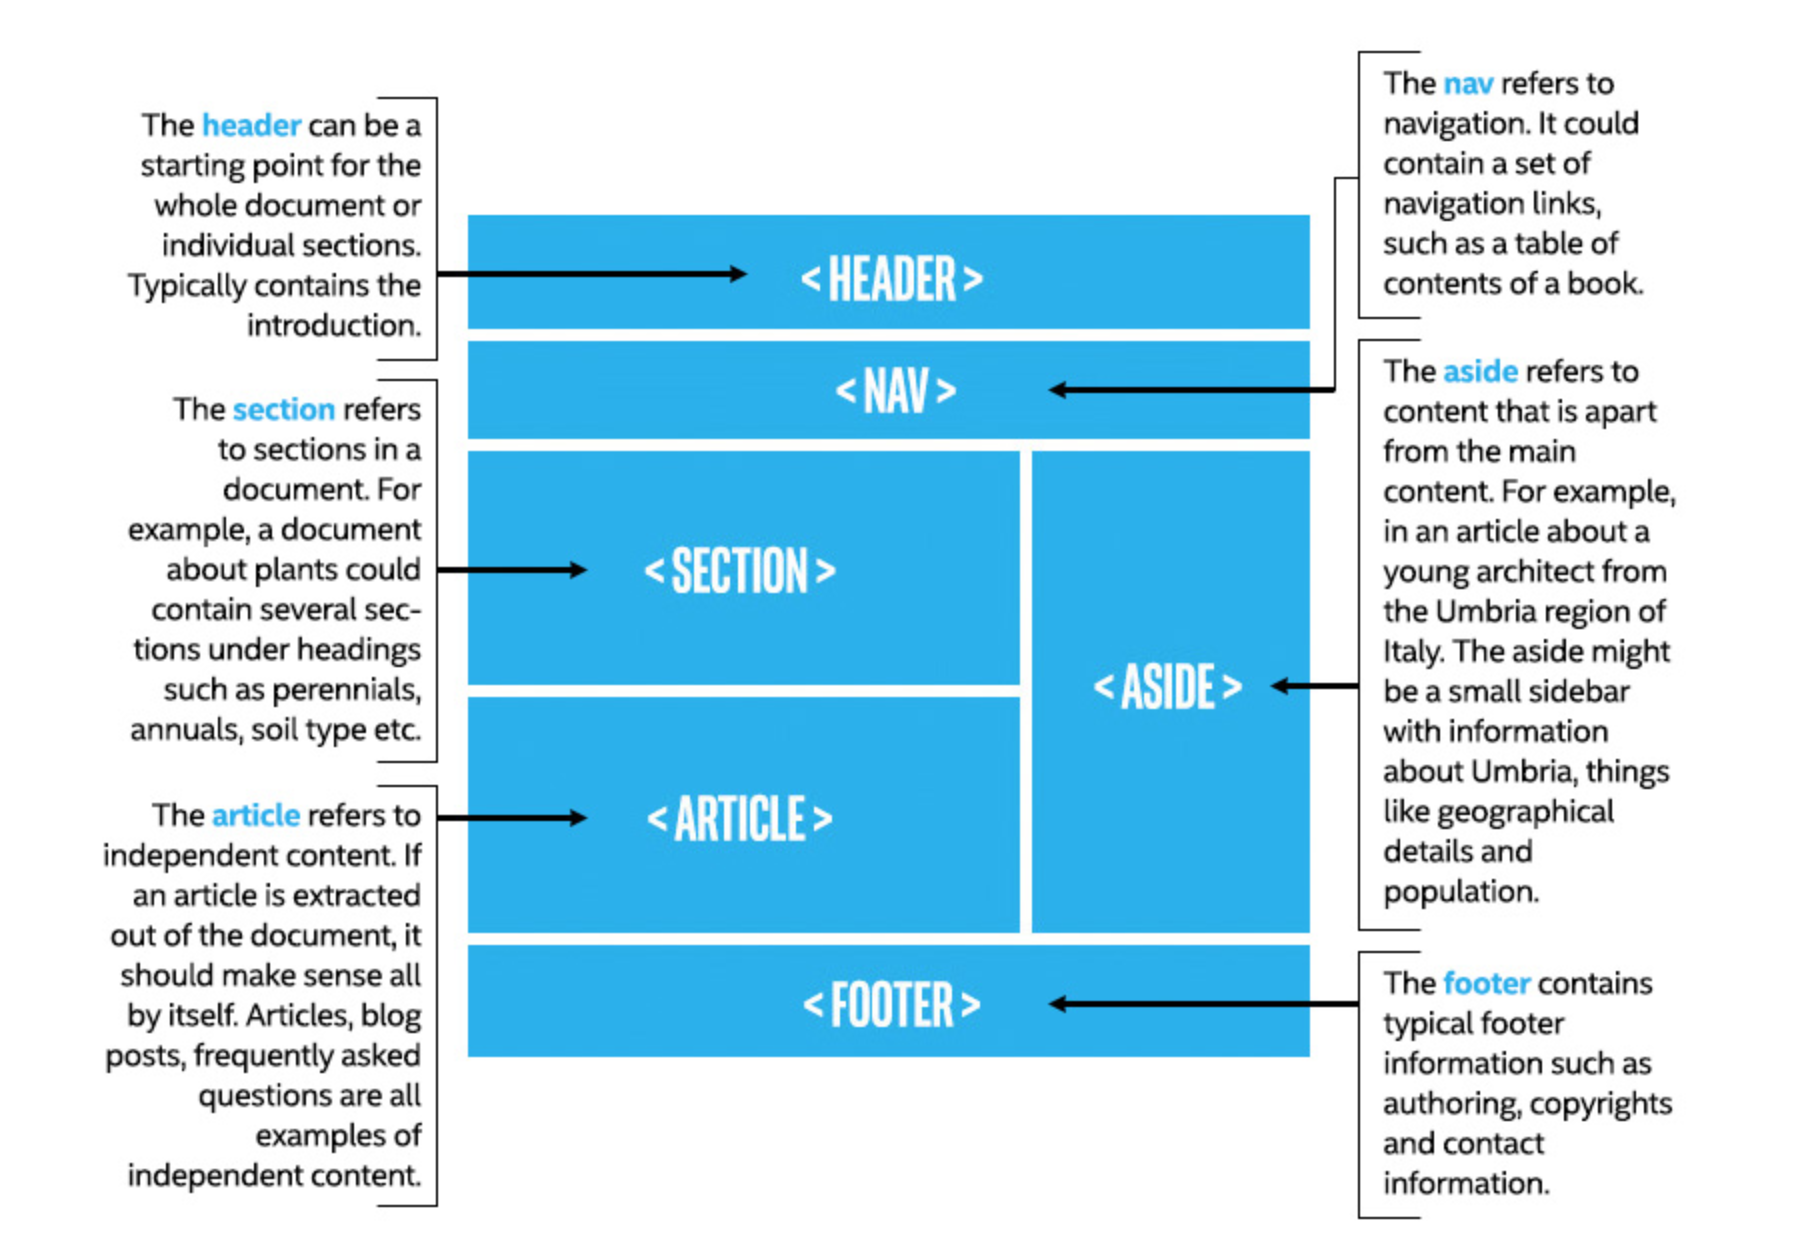 The header can be a
starting point for the
whole document or
individual sections.
Typically contains the
introduction.
The section refers
to sections in a
document. For
example, a document
about plants could
contain several sec-
tions under headings
such as perennials,
annuals, soil type etc.
The article refers to
independent content. If
an article is extracted
out of the document, it
should make sense all
by itself. Articles, blog
posts, frequently asked
questions are all
examples of
independent content.
<HEADER>
<NAV>
<SECTION>
<ARTICLE>
<ASIDE>
<FOOTER>
The nav refers to
navigation. It could
contain a set of
navigation links,
such as a table of
contents of a book.
The aside refers to
content that is apart
from the main
content. For example,
in an article about a
young architect from
the Umbria region of
Italy. The aside might
be a small sidebar
with information
about Umbria, things
like geographical
details and
population.
The footer contains
typical footer
information such as
authoring, copyrights
and contact
information.